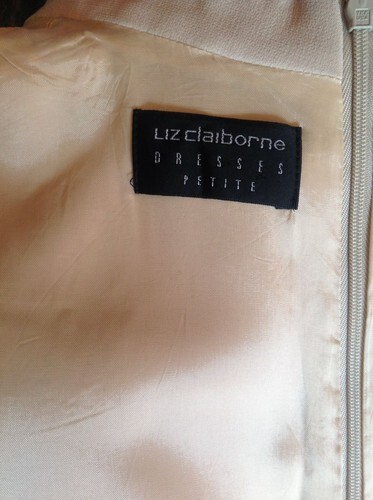 Liz claiborne
DRESSES
PETITE